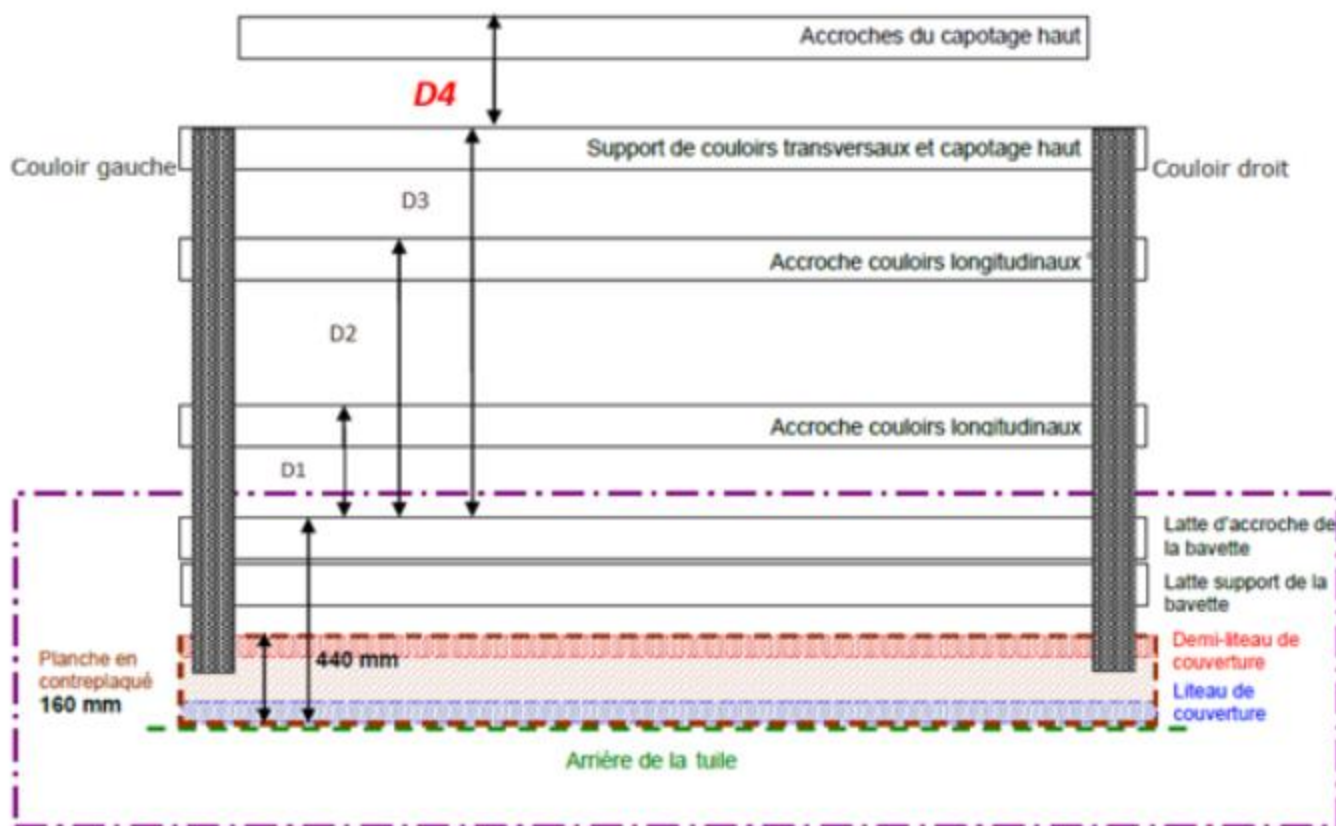 Accroches du capotage haut
D4
Support de couloirs transversaux et capotage haut
Couloir gauche
Couloir droit
D3
Accroche couloirs longitudinaux
D2
Accroche couloirs longitudinaux
D1
Latte d'accroche de
la bavette
Latte support de la
bavette
Planche en
contreplaqué
160 mm
440 mm
Demi-liteau de
couverture
Liteau de
couverture
Arrière de la tuile